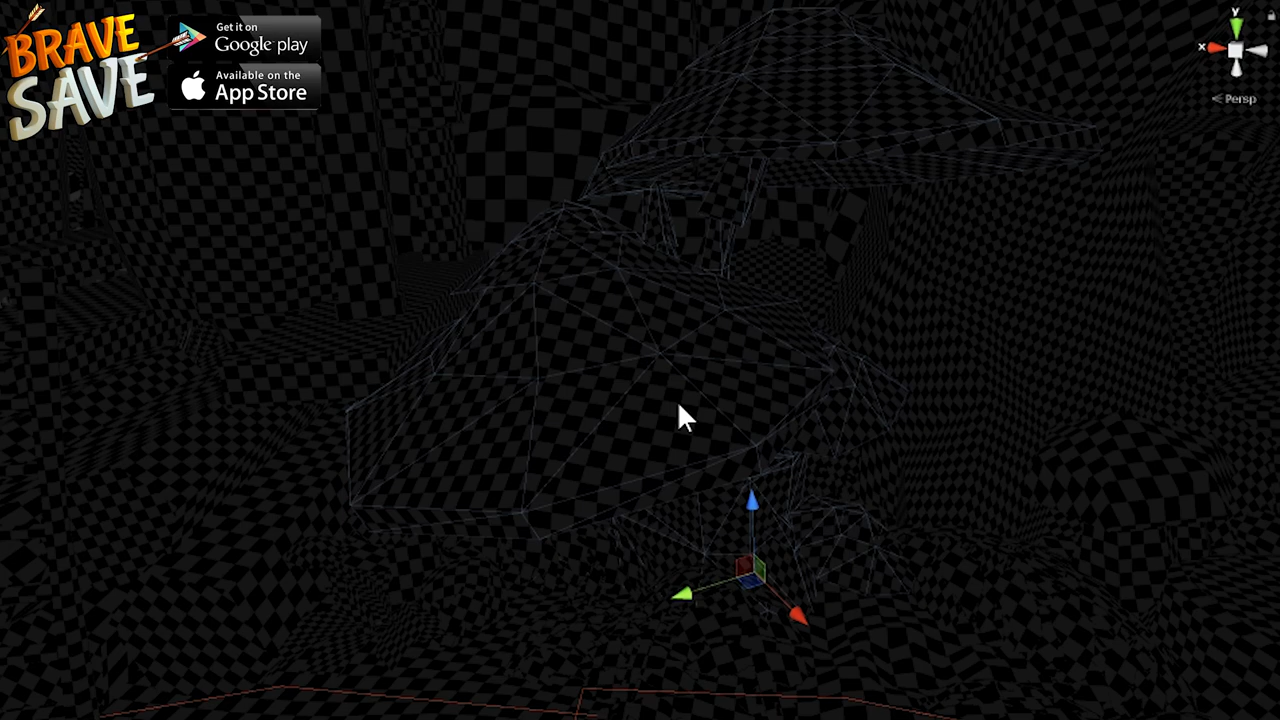 BRAVE
SAVE
Get it on
Google play
Available on the
App Store
y
x
Persp